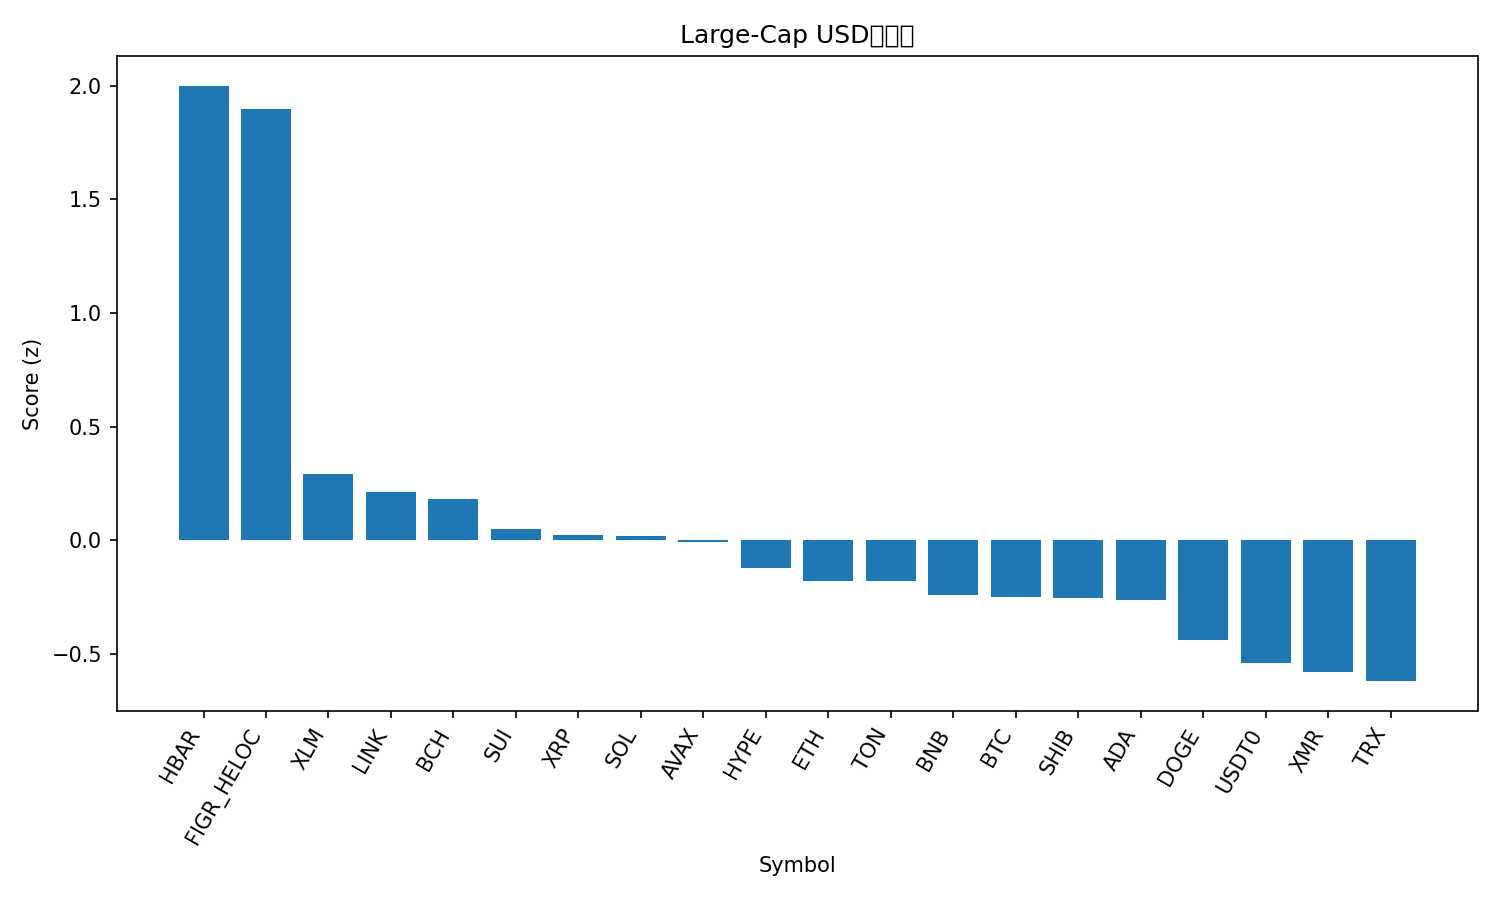 Large-Cap USD
Score (z)
2.0
1.5
1.0
0.5
0.0
−0.5
HBAR
FIGR_HELOC
XLM
LINK
BCH
SUI
XRP
SOL
AVAX
HYPE
ETH
TON
BNB
BTC
SHIB
ADA
DOGE
USDT0
XMR
TRX
Symbol